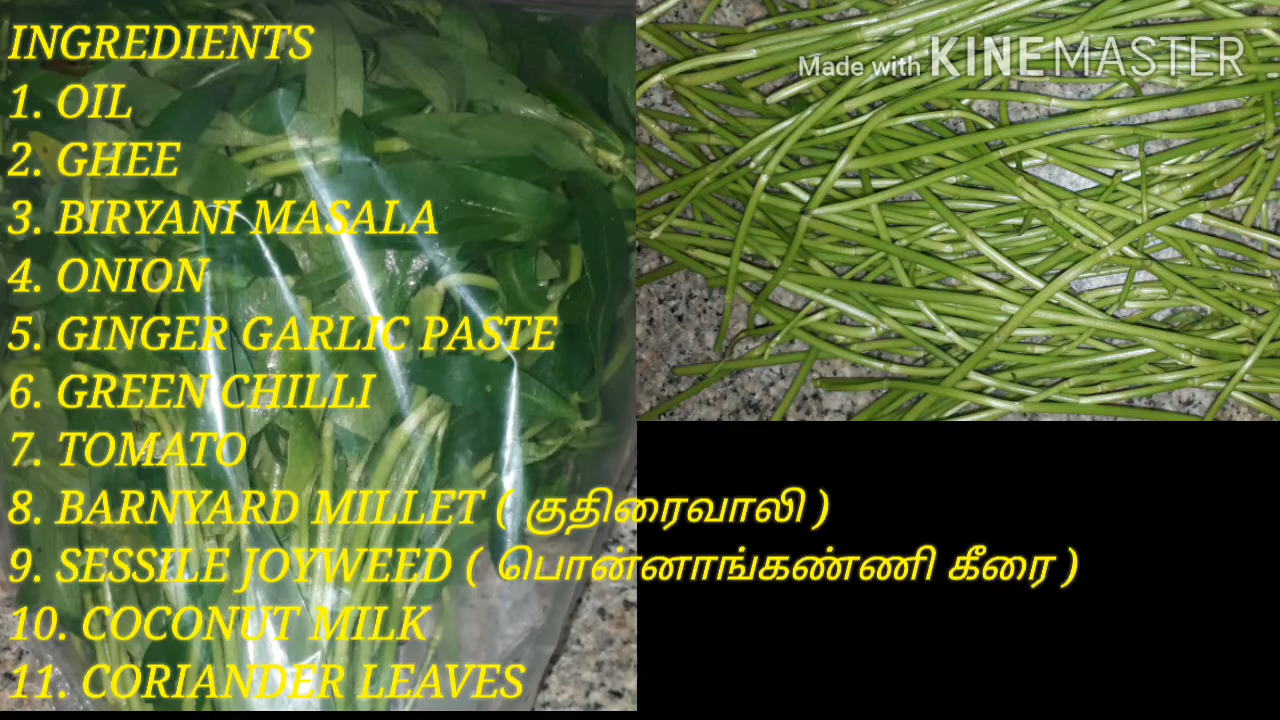 INGREDIENTS
Made with KINEMASTER
1. OIL
2. GHEE
3. BIRYANI MASALA
4. ONION
5. GINGER GARLIC PASTE
6. GREEN CHILLI
7. TOMATO
8. BARNYARD MILLET ( குதிரைவாலி )
9. SESSILE JOYWEED ( பொன்னாங்கண்ணி கீரை )
10. COCONUT MILK
11. CORIANDER LEAVES